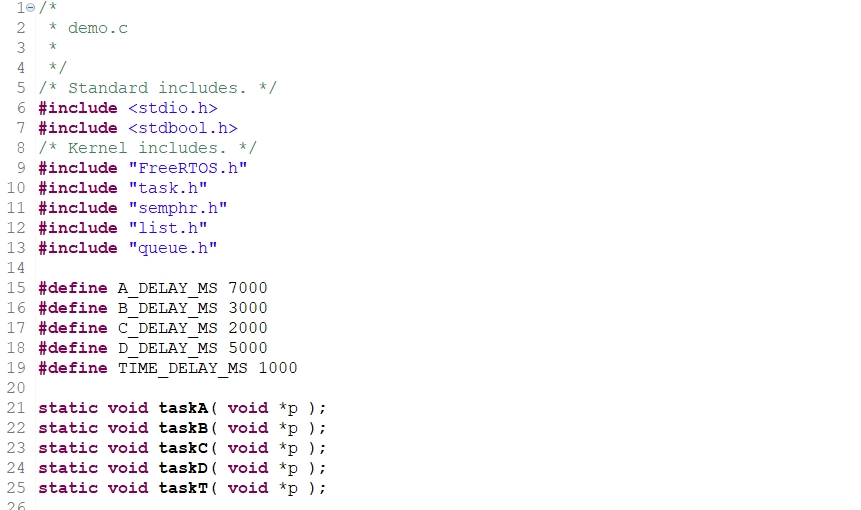 1 /*
2  * demo.c
3  *
4  */
5 /* Standard includes. */
6 #include <stdio.h>
7 #include <stdbool.h>
8 /* Kernel includes. */
9 #include "FreeRTOS.h"
10 #include "task.h"
11 #include "semphr.h"
12 #include "list.h"
13 #include "queue.h"
14
15 #define A_DELAY_MS 7000
16 #define B_DELAY_MS 3000
17 #define C_DELAY_MS 2000
18 #define D_DELAY_MS 5000
19 #define TIME_DELAY_MS 1000
20
21 static void taskA( void *p );
22 static void taskB( void *p );
23 static void taskC( void *p );
24 static void taskD( void *p );
25 static void taskT( void *p );
26